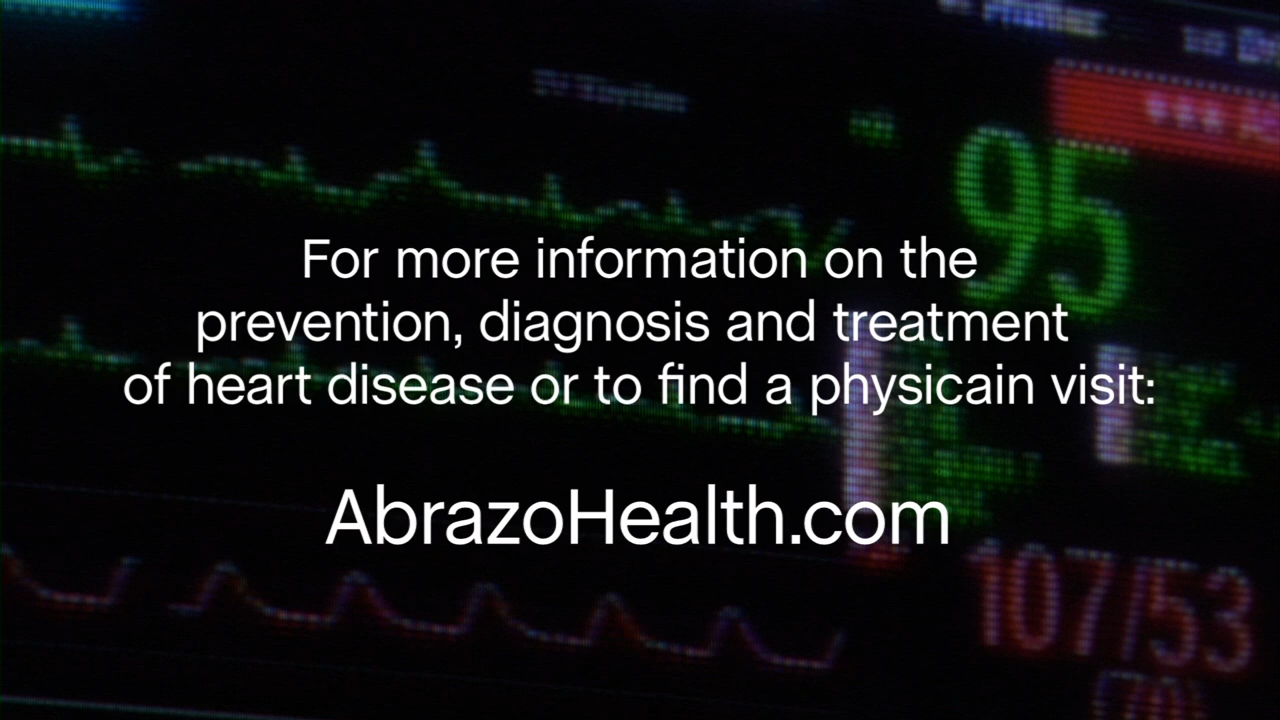 95
For more information on the
prevention, diagnosis and treatment
of heart disease or to find a physicain visit:
AbrazoHealth.com
107/53
(70)